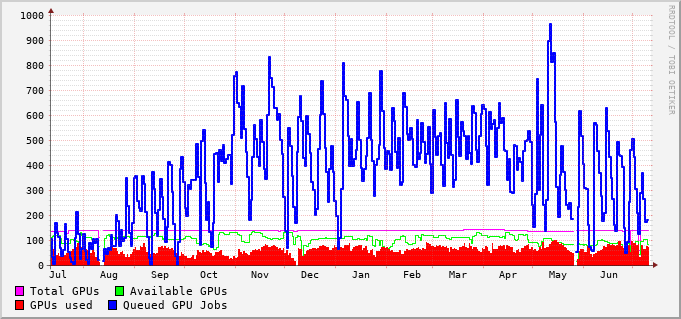 1000
900
800
700
600
500
400
300
200
100
0
Jul Aug Sep Oct Nov Dec Jan Feb Mar Apr May Jun
Total GPUs Available GPUs
GPUs used Queued GPU Jobs
RRDTOOL / TOBI OETIKER